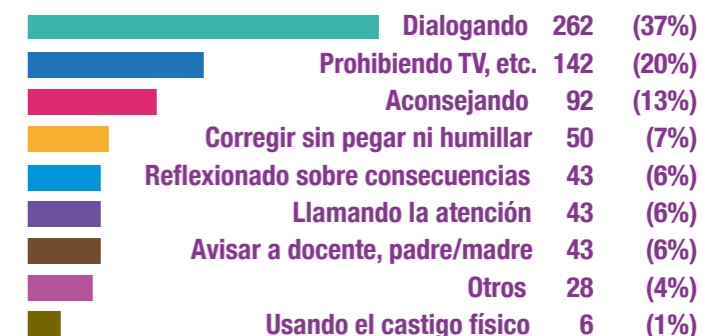 Dialogando 262 (37%)
Prohibiendo TV, etc. 142 (20%)
Aconsejando 92 (13%)
Corregir sin pegar ni humillar 50 (7%)
Reflexionado sobre consecuencias 43 (6%)
Llamando la atención 43 (6%)
Avisar a docente, padre/madre 43 (6%)
Otros 28 (4%)
Usando el castigo físico 6 (1%)